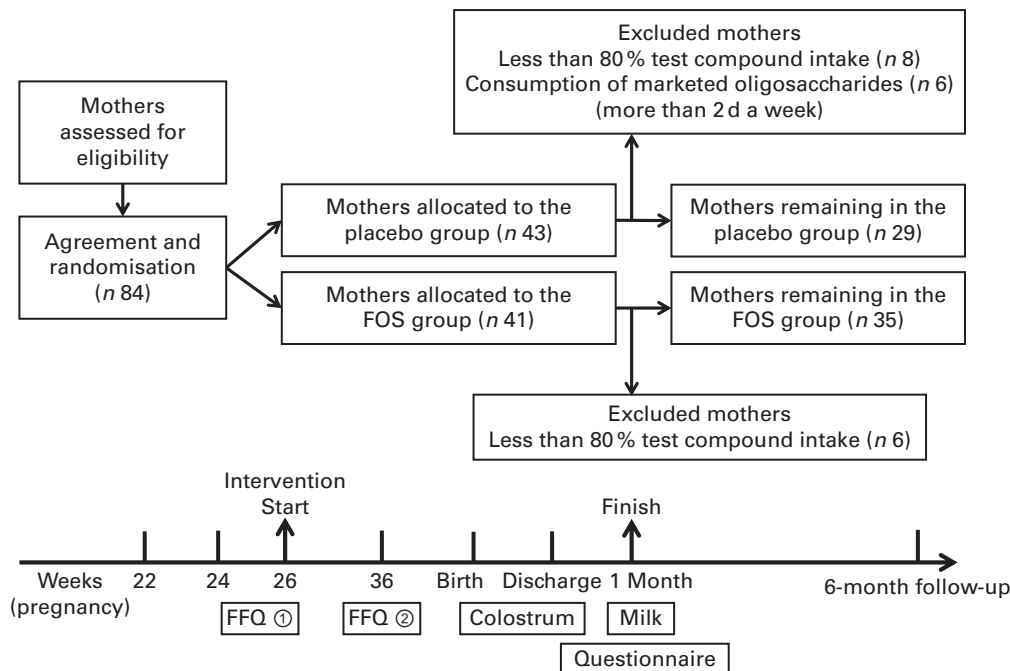 Excluded mothers
Less than 80 % test compound intake (n 8)
Consumption of marketed oligosaccharides (n 6)
(more than 2 d a week)
Mothers
assessed for
eligibility
Agreement and
randomisation
(n 84)
Mothers allocated to the
placebo group (n 43)
Mothers remaining in the
placebo group (n 29)
Mothers allocated to the
FOS group (n 41)
Mothers remaining in the
FOS group (n 35)
Excluded mothers
Less than 80 % test compound intake (n 6)
Intervention
Start
Finish
Weeks
(pregnancy)
22 24 26 36 Birth Discharge 1 Month
6-month follow-up
FFQ ① FFQ ② Colostrum Milk
Questionnaire